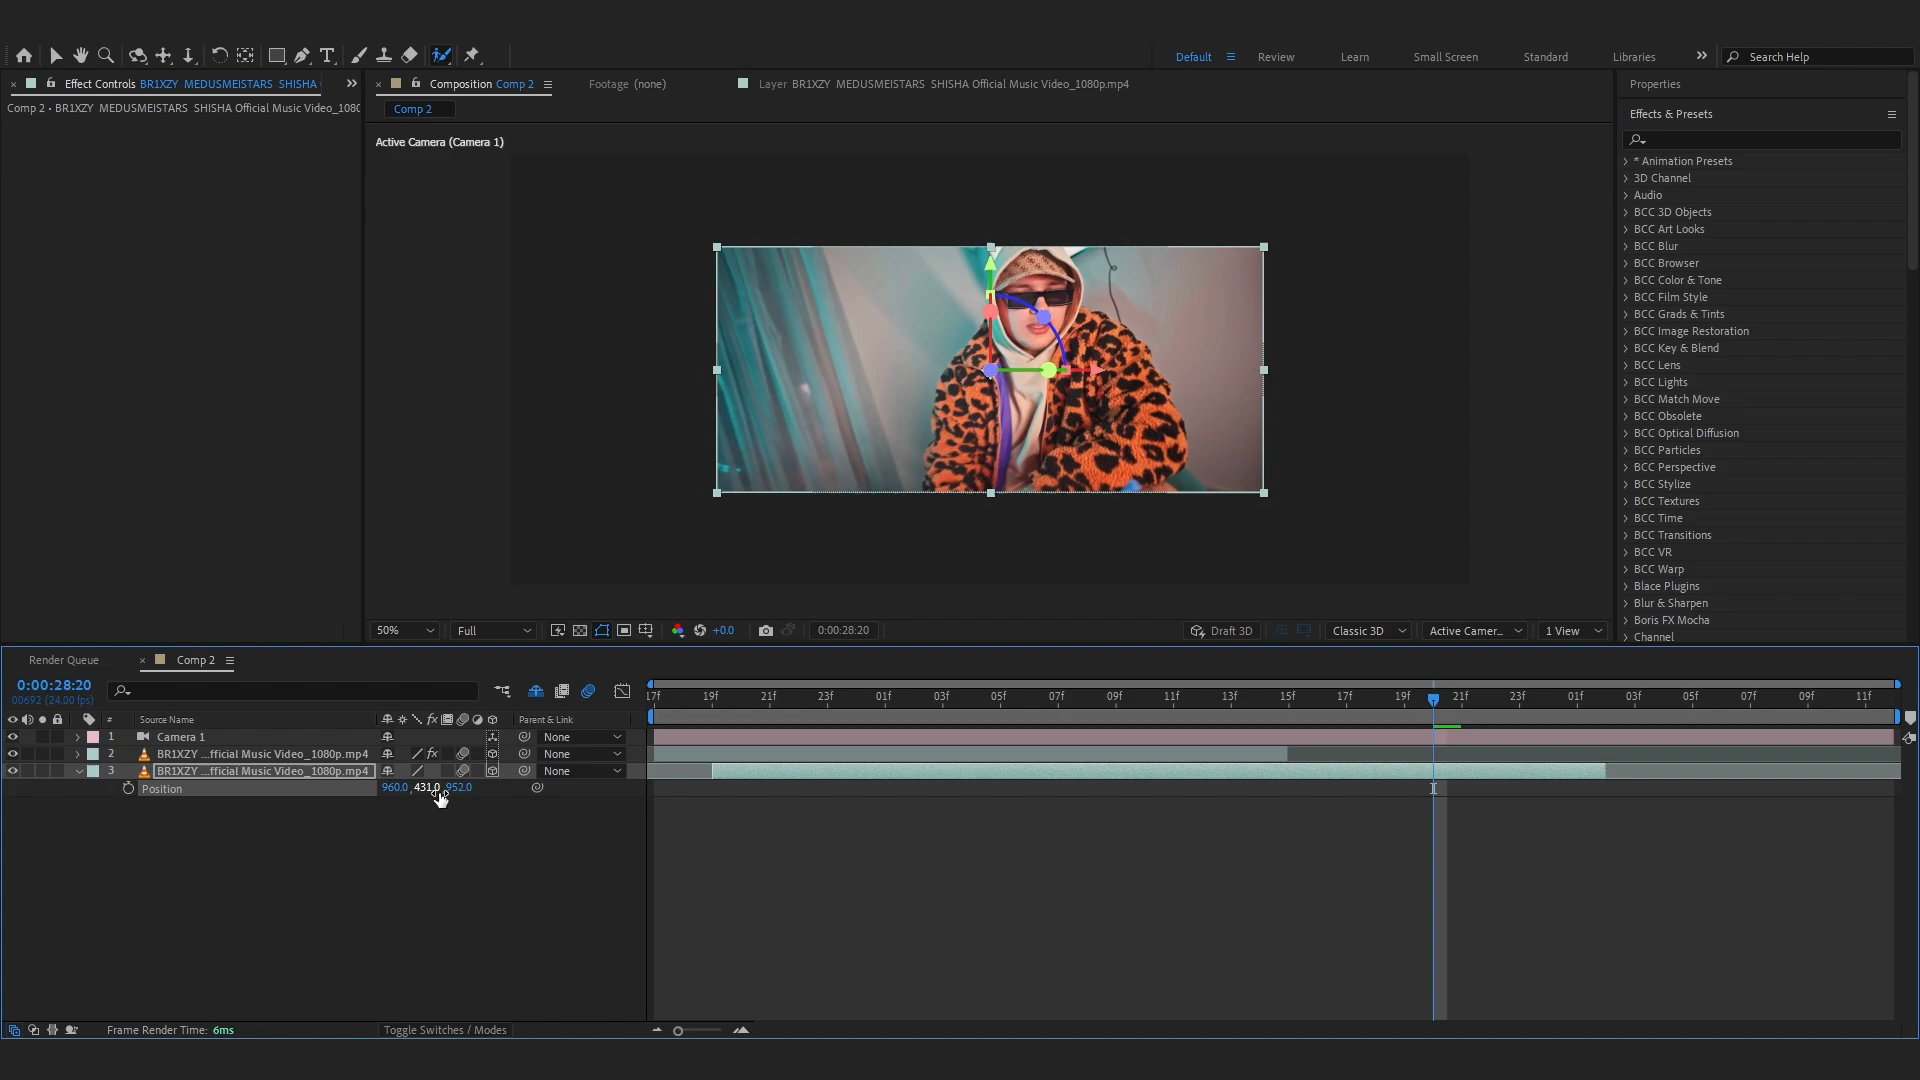 Default
Review
Learn
Small Screen
Standard
Libraries
Search Help
Effect Controls BR1XZY MEDUSMEISTARS SHISHA
Composition Comp 2
Footage (none)
Layer BR1XZY MEDUSMEISTARS SHISHA Official Music Video_1080p.mp4
Properties
Comp 2 • BR1XZY MEDUSMEISTARS SHISHA Official Music Video_1080
Comp 2
Effects & Presets
Active Camera (Camera 1)
* Animation Presets
3D Channel
Audio
BCC 3D Objects
BCC Art Looks
BCC Blur
BCC Browser
BCC Color & Tone
BCC Film Style
BCC Grads & Tints
BCC Image Restoration
BCC Key & Blend
BCC Lens
BCC Lights
BCC Match Move
BCC Obsolete
BCC Optical Diffusion
BCC Particles
BCC Perspective
BCC Stylize
BCC Textures
BCC Time
BCC Transitions
BCC VR
BCC Warp
Blace Plugins
Blur & Sharpen
Boris FX Mocha
Channel
50%
Full
+0.0
0:00:28:20
Draft 3D
Classic 3D
Active Camer...
1 View
Render Queue
Comp 2
0:00:28:20
00692 (24.00 fps)
17f 19f 21f 23f 01f 03f 05f 07f 09f 11f 13f 15f 17f 19f 21f 23f 01f 03f 05f 07f 09f 11f
# Source Name
fx
Parent & Link
1 Camera 1 None
2 BR1XZY ...fficial Music Video_1080p.mp4 fx None
3 BR1XZY ...fficial Music Video_1080p.mp4 None
Position 960.0, 431.0, 952.0
Frame Render Time: 6ms
Toggle Switches / Modes